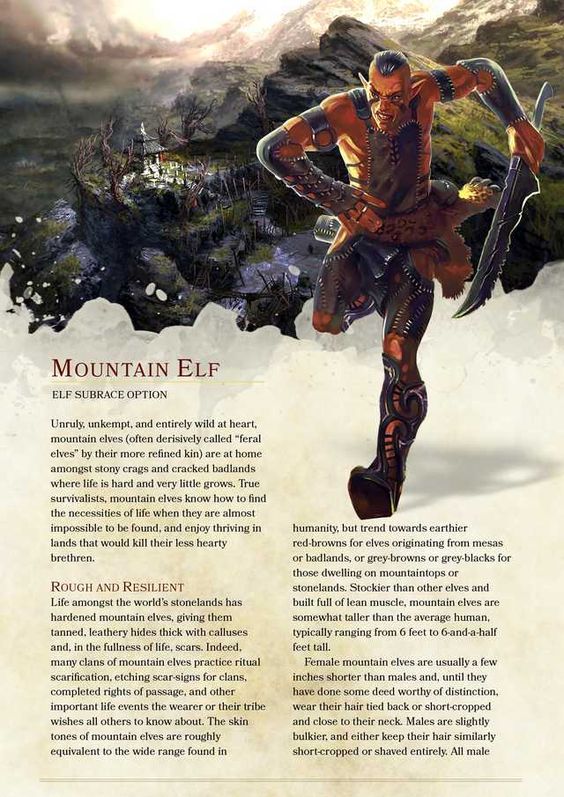 Mountain Elf
ELF SUBRACE OPTION
Unruly, unkempt, and entirely wild at heart,
mountain elves (often derisively called “feral
elves” by their more refined kin) are at home
amongst stony crags and cracked badlands
where life is hard and very little grows. True
survivalists, mountain elves know how to find
the necessities of life when they are almost
impossible to be found, and enjoy thriving in
lands that would kill their less hearty
brethren.
Rough and Resilient
Life amongst the world’s stonelands has
hardened mountain elves, giving them
tanned, leathery hides thick with calluses
and, in the fullness of life, scars. Indeed,
many clans of mountain elves practice ritual
scarification, etching scar-signs for clans,
completed rights of passage, and other
important life events the wearer or their tribe
wishes all others to know about. The skin
tones of mountain elves are roughly
equivalent to the wide range found in
humanity, but trend towards earthier
red-browns for elves originating from mesas
or badlands, or grey-browns or grey-blacks for
those dwelling on mountaintops or
stonelands. Stockier than other elves and
built full of lean muscle, mountain elves are
somewhat taller than the average human,
typically ranging from 6 feet to 6-and-a-half
feet tall.
Female mountain elves are usually a few
inches shorter than males and, until they
have done some deed worthy of distinction,
wear their hair tied back or short-cropped
and close to their neck. Males are slightly
bulkier, and either keep their hair similarly
short-cropped or shaved entirely. All male